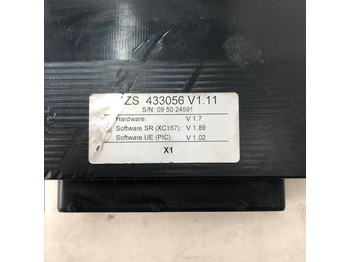 ZS 433056 V1.11
S/N: 09 50 24591
Hardware: V 1.7
Software SR (XC167): V 1.89
Software UE (PIC): V 1.02
X1